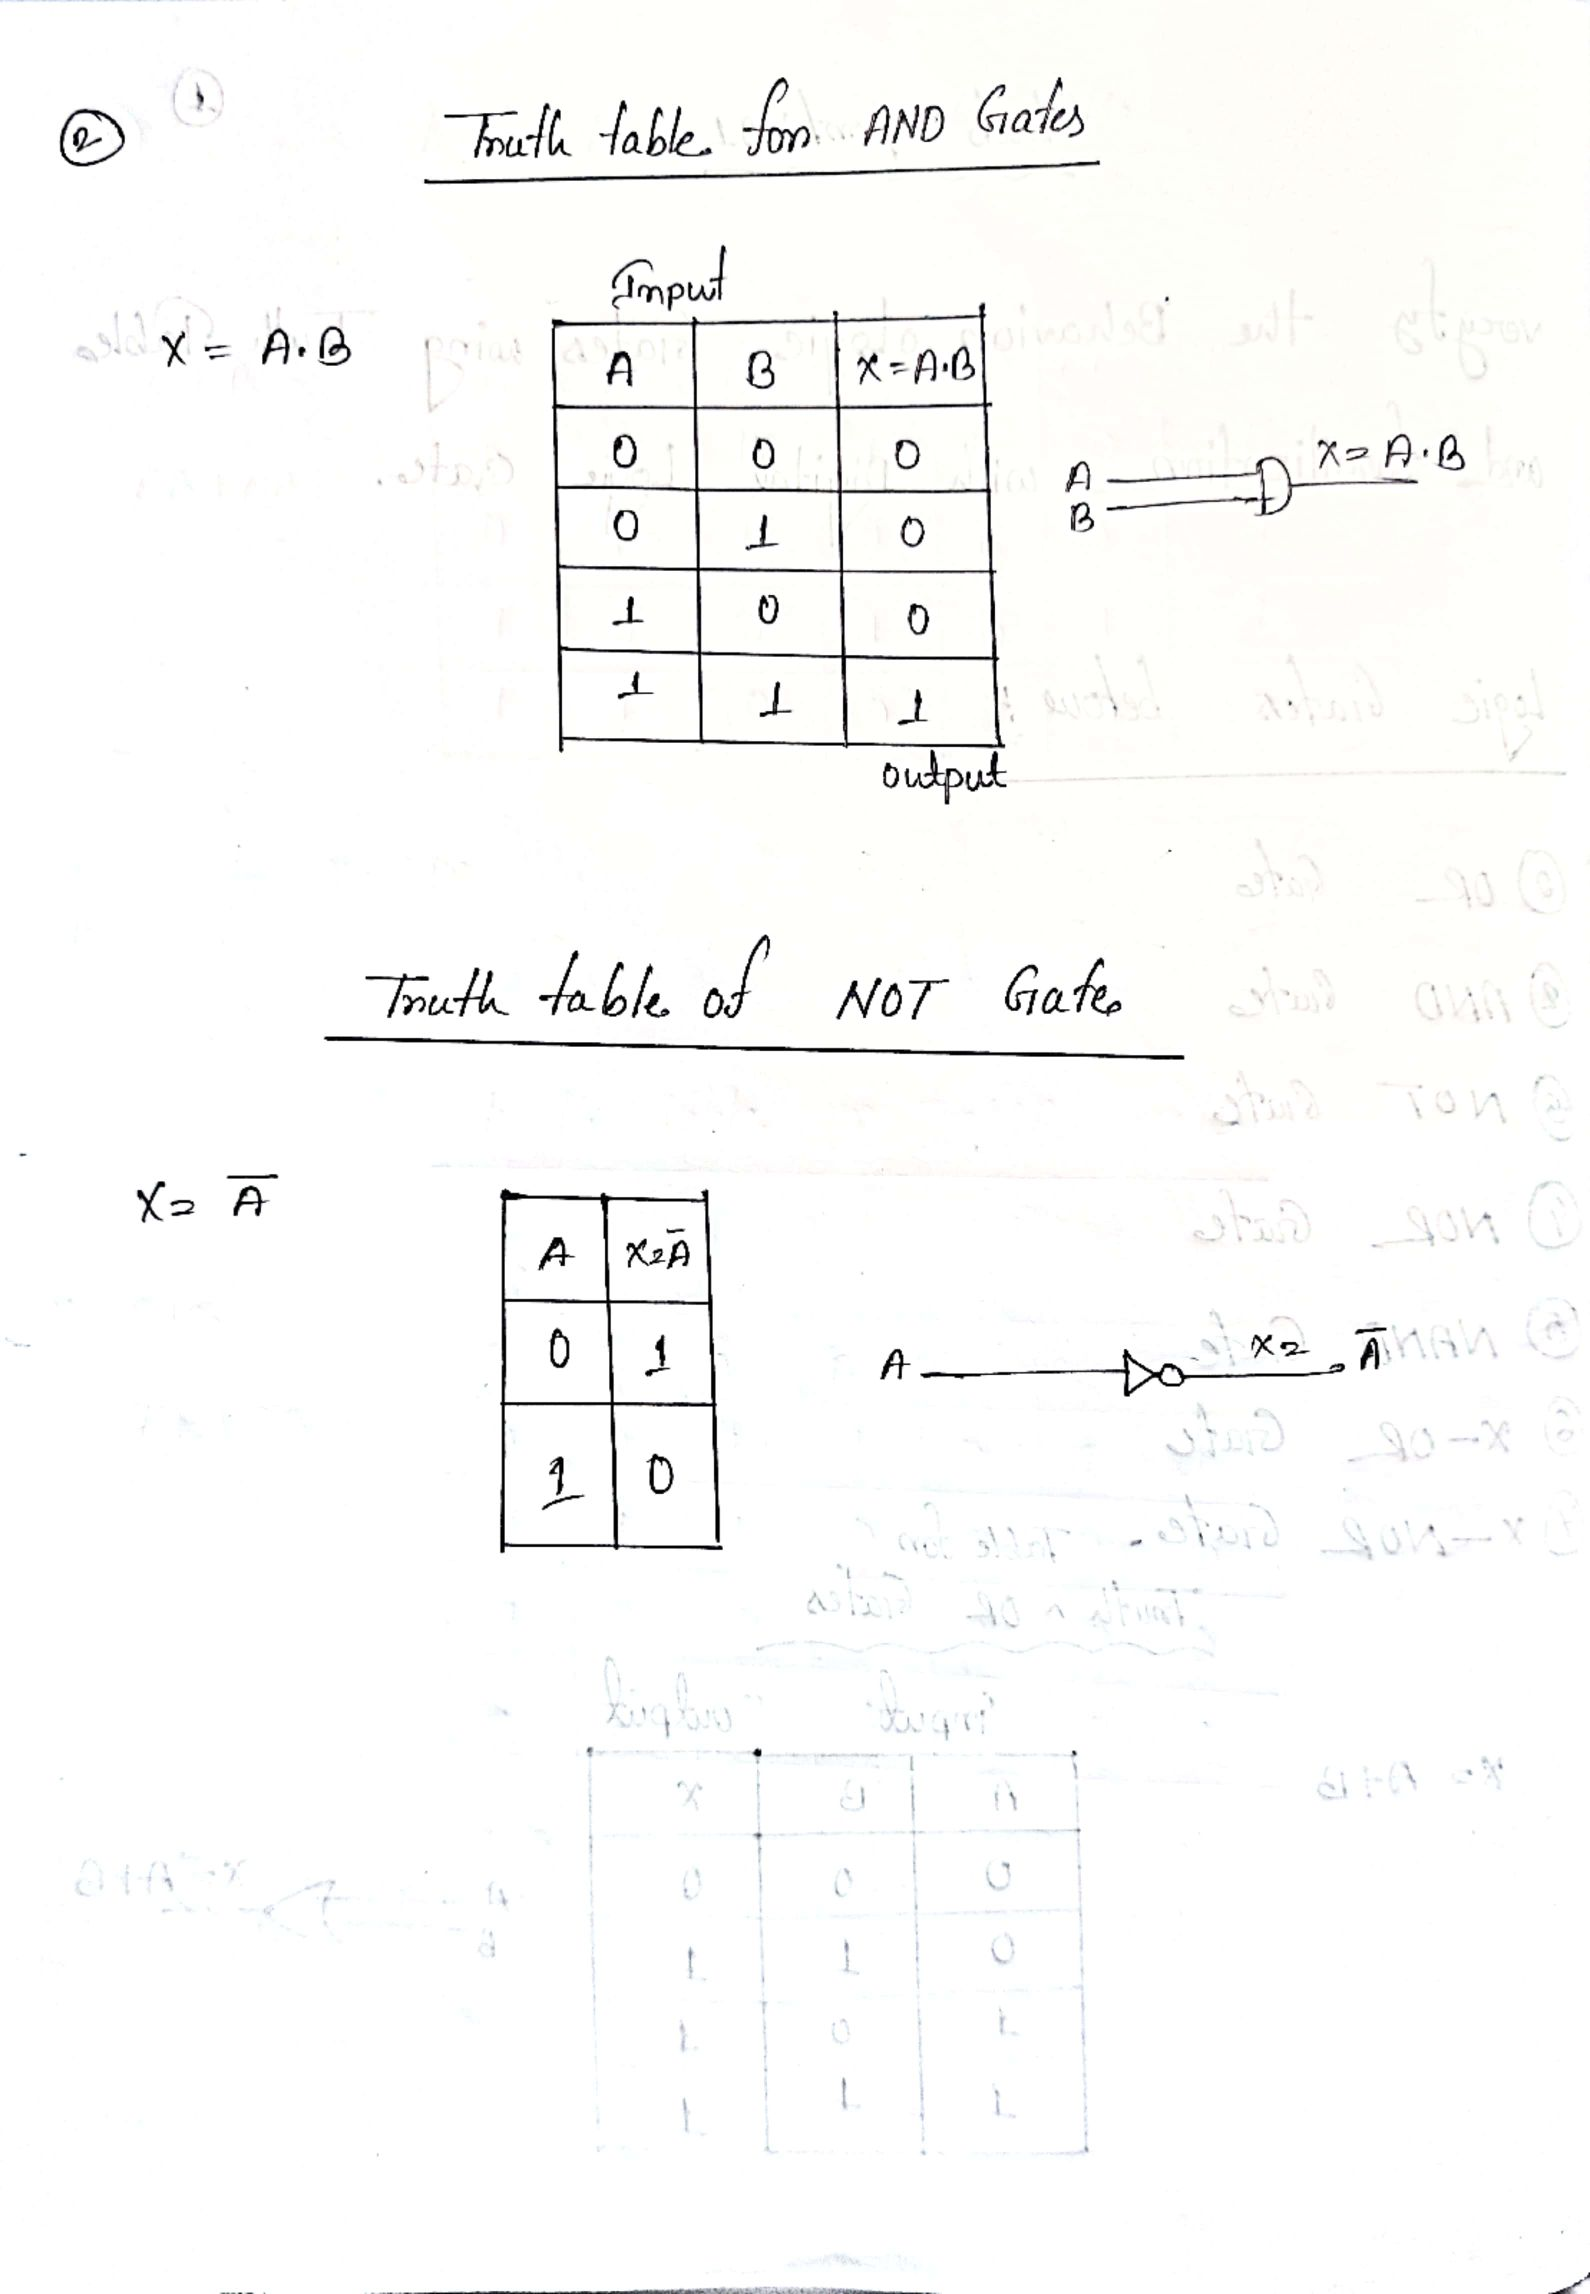 2
Truth table for AND Gates
Input
X = A.B
A B X=A.B
0 0 0
0 1 0
1 0 0
1 1 1
output
A
B
X=A.B
Truth table of NOT Gate
X= A̅
A X=A̅
0 1
1 0
A X= A̅